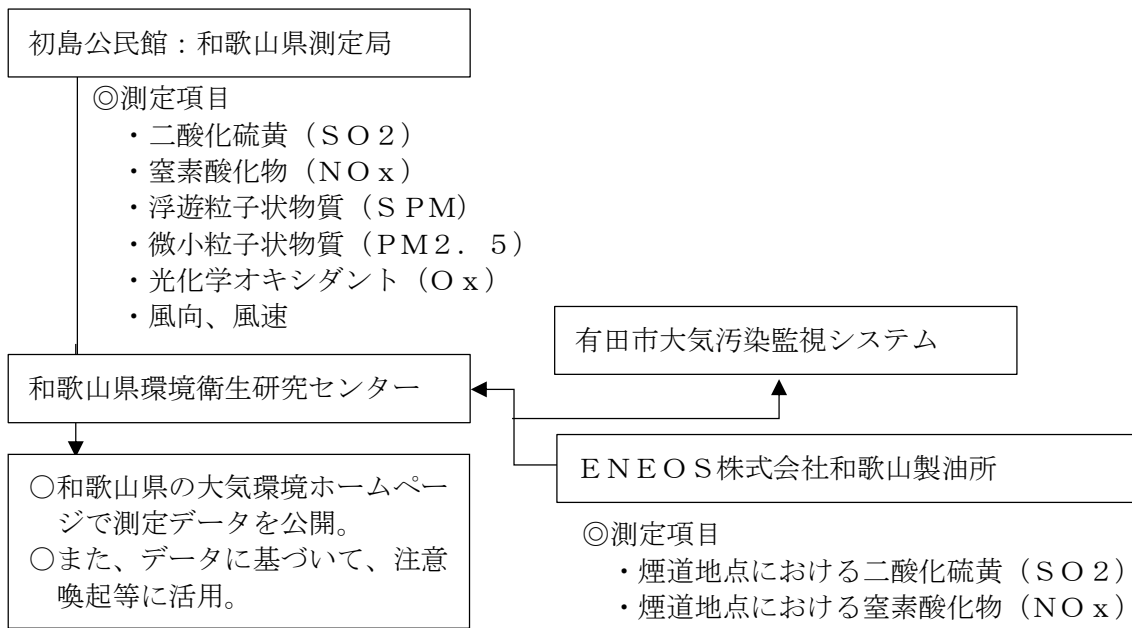 初島公民館：和歌山県測定局
◎測定項目
・二酸化硫黄（ＳＯ２）
・窒素酸化物（ＮＯｘ）
・浮遊粒子状物質（ＳＰＭ）
・微小粒子状物質（ＰＭ２．５）
・光化学オキシダント（Ｏｘ）
・風向、風速
有田市大気汚染監視システム
和歌山県環境衛生研究センター
ＥＮＥＯＳ株式会社和歌山製油所
○和歌山県の大気環境ホームペー
ジで測定データを公開。
○また、データに基づいて、注意
喚起等に活用。
◎測定項目
・煙道地点における二酸化硫黄（ＳＯ２）
・煙道地点における窒素酸化物（ＮＯｘ）